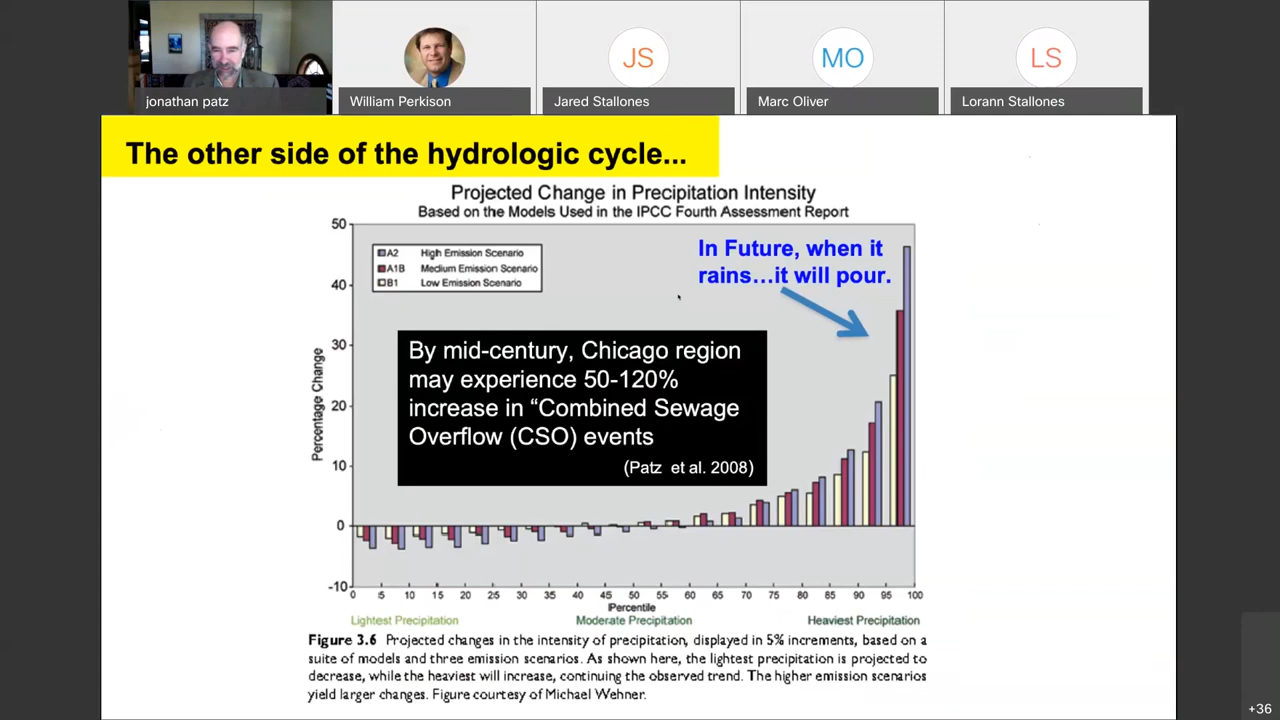 JS
MO
LS
jonathan patz
William Perkison
Jared Stallones
Marc Oliver
Lorann Stallones
The other side of the hydrologic cycle...
Projected Change in Precipitation Intensity
Based on the Models Used in the IPCC Fourth Assessment Report
A2 High Emission Scenario
A1B Medium Emission Scenario
B1 Low Emission Scenario
In Future, when it
rains...it will pour.
By mid-century, Chicago region
may experience 50-120%
increase in “Combined Sewage
Overflow (CSO) events
(Patz et al. 2008)
Percentage Change
50
40
30
20
10
0
-10
0 5 10 15 20 25 30 35 40 45 50 55 60 65 70 75 80 85 90 95 100
Percentile
Lightest Precipitation Moderate Precipitation Heaviest Precipitation
Figure 3.6 Projected changes in the intensity of precipitation, displayed in 5% increments, based on a
suite of models and three emission scenarios. As shown here, the lightest precipitation is projected to
decrease, while the heaviest will increase, continuing the observed trend. The higher emission scenarios
yield larger changes. Figure courtesy of Michael Wehner.
+36